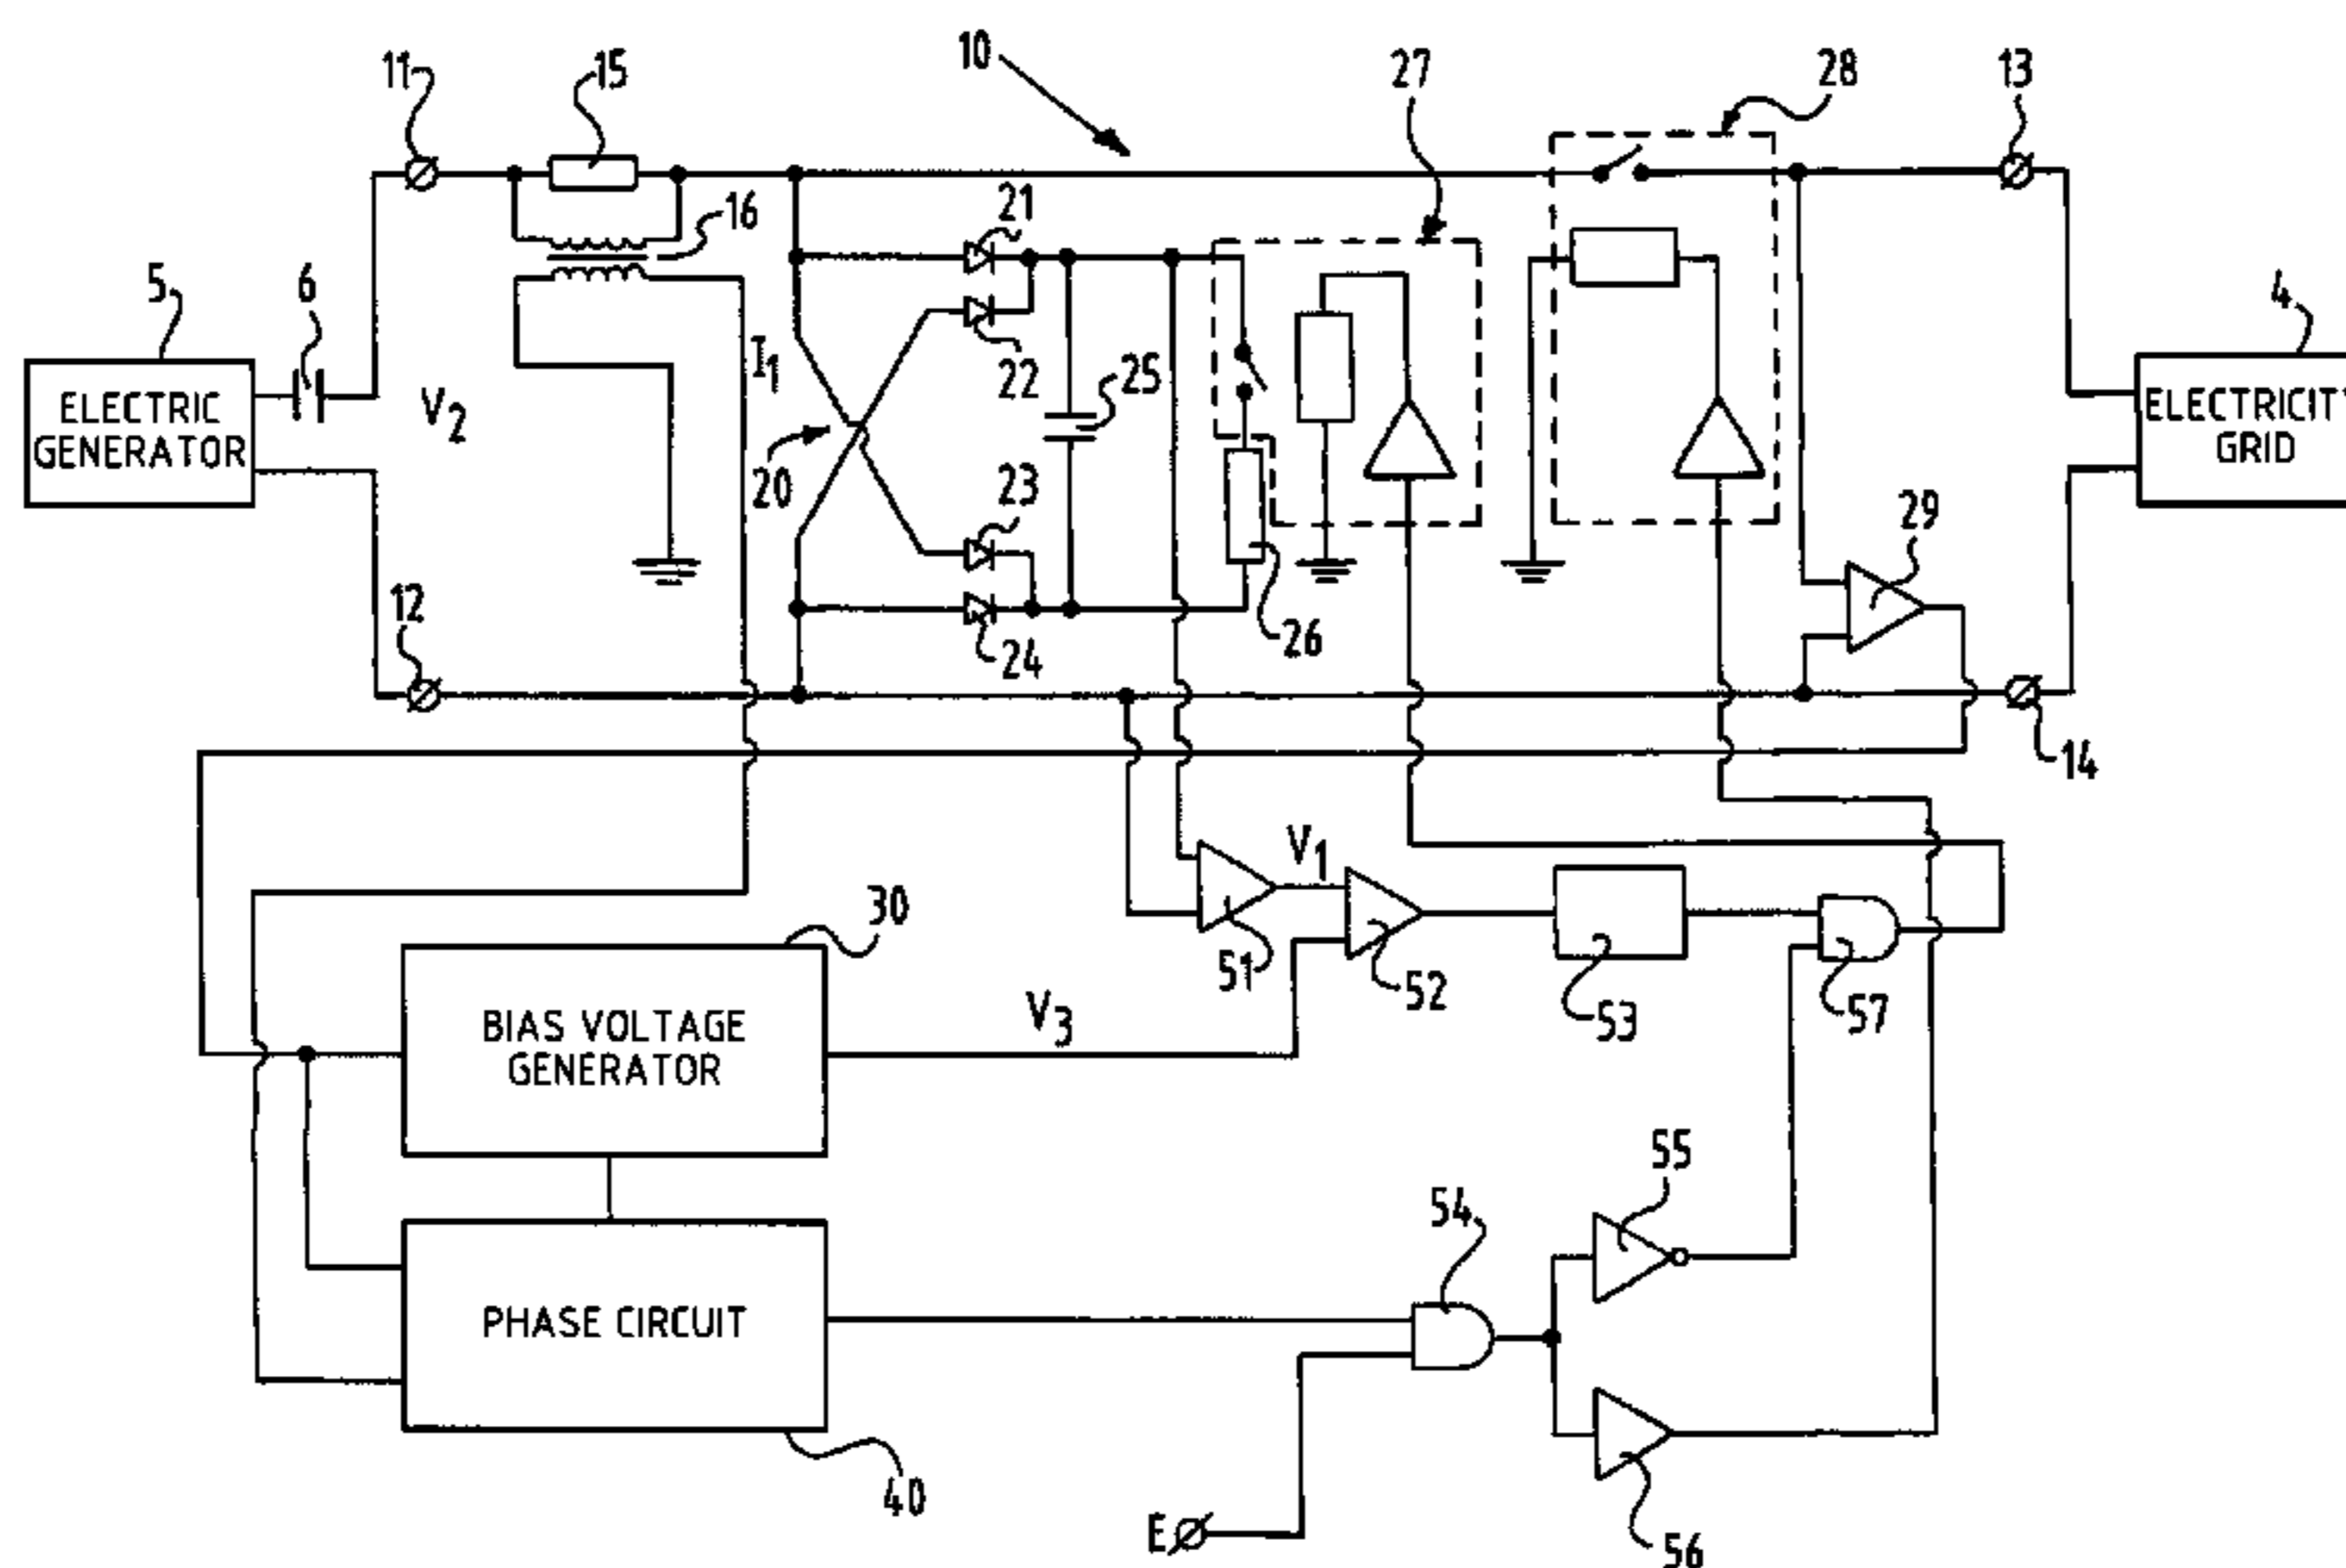 10
27
28
13
11
15
21
16
5
6
4
I1
22
25
ELECTRIC
GENERATOR
V2
ELECTRICITY
GRID
20
23
29
12
24
26
14
V1
30
51
52
53
57
BIAS VOLTAGE
GENERATOR
V3
55
54
PHASE CIRCUIT
40
E
56